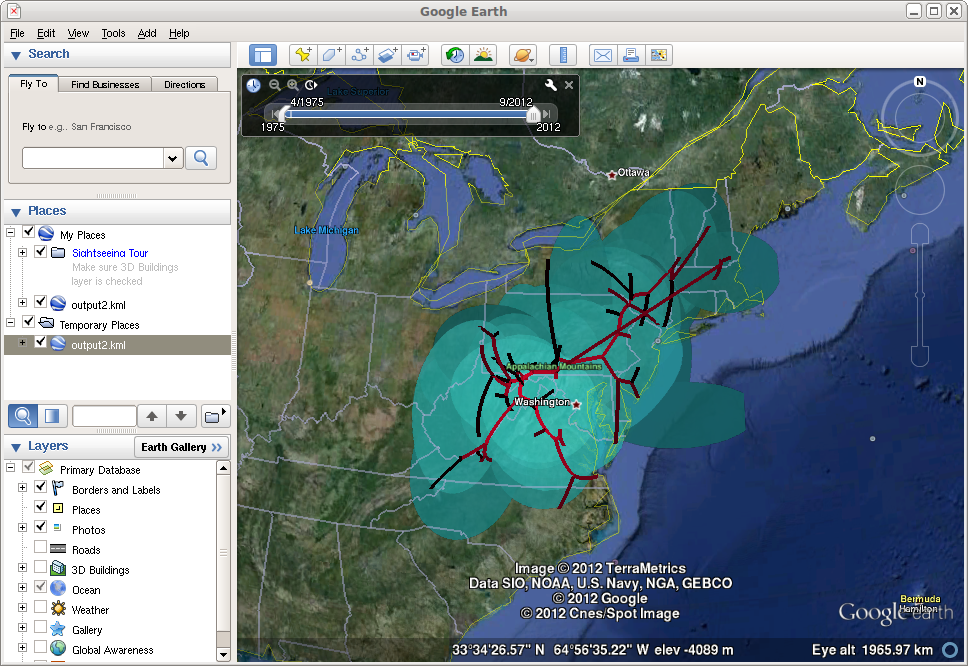 Google Earth
File Edit View Tools Add Help
Search
Fly To Find Businesses Directions
Fly to e.g., San Francisco
Places
My Places
Sightseeing Tour
Make sure 3D Buildings
layer is checked
output2.kml
Temporary Places
output2.kml
Layers
Earth Gallery >>
Primary Database
Borders and Labels
Places
Photos
Roads
3D Buildings
Ocean
Weather
Gallery
Global Awareness
Lake Superior
4/1975 9/2012
1975 2012
N
Ottawa
Lake Michigan
Appalachian Mountains
Washington
Image © 2012 TerraMetrics
Data SIO, NOAA, U.S. Navy, NGA, GEBCO
© 2012 Google
© 2012 Cnes/Spot Image
Bermuda
Hamilton
Google earth
33°34'26.57" N 64°56'35.22" W elev -4089 m
Eye alt 1965.97 km